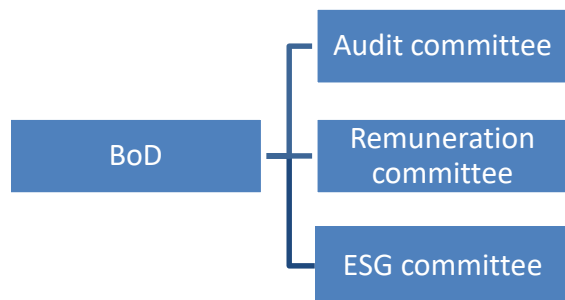 Audit committee
BoD
Remuneration
committee
ESG committee